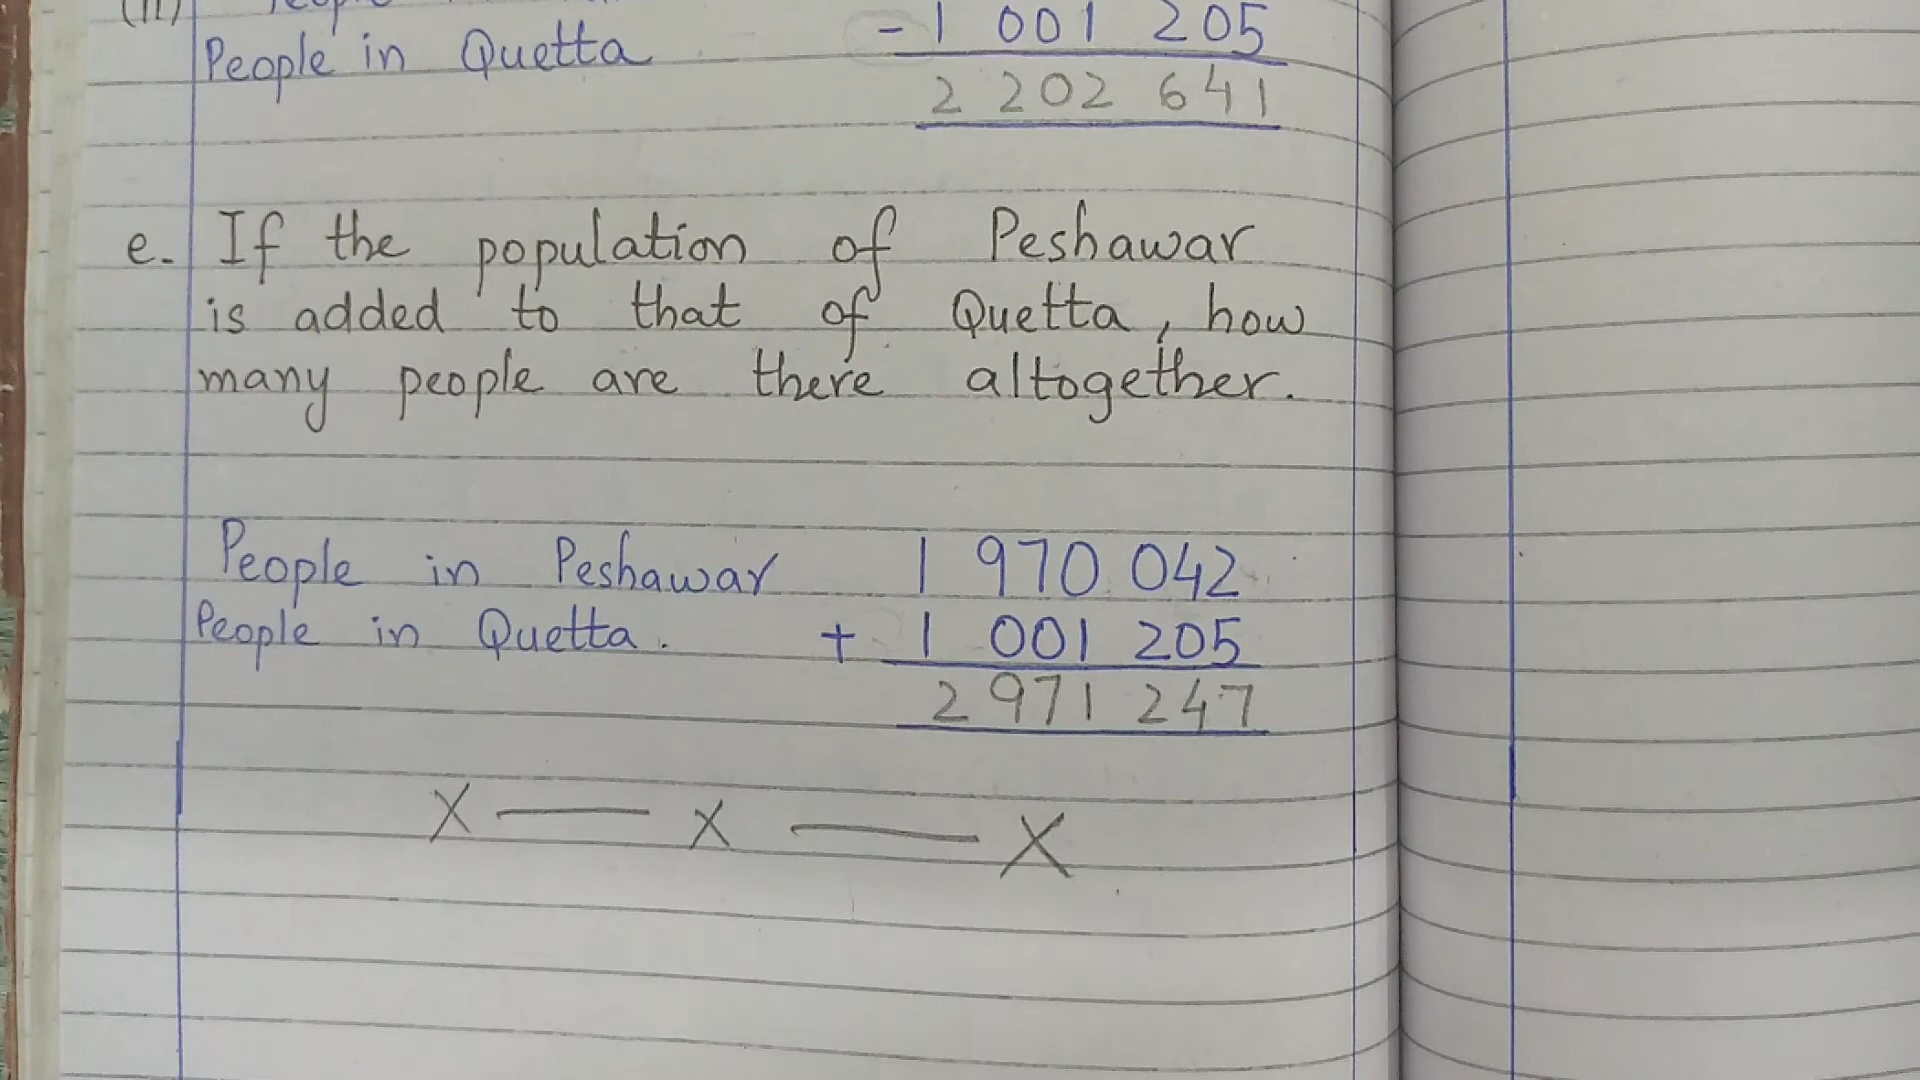 (ii) People
People in Quetta - 1 001 205
2 202 641
e. If the population of Peshawar
is added to that of Quetta, how
many people are there altogether.
People in Peshawar 1 970 042
People in Quetta. + 1 001 205
2 971 247
X — X — X